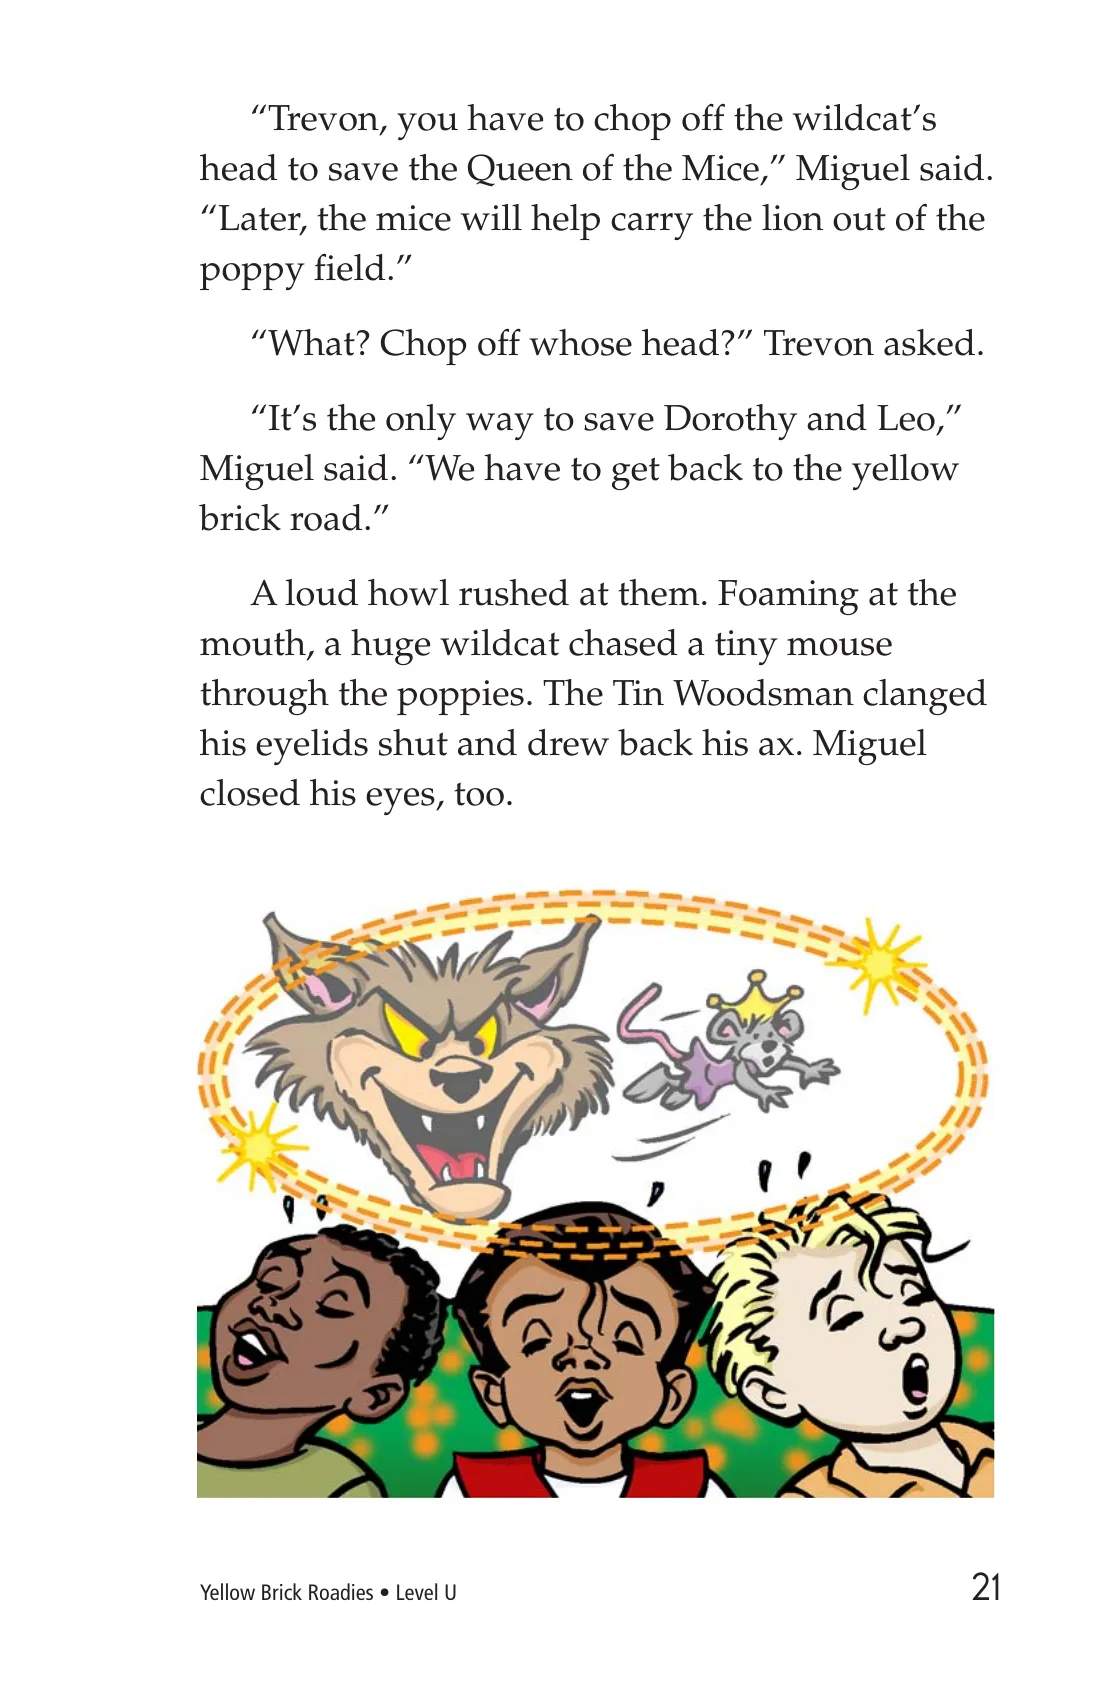 “Trevon, you have to chop off the wildcat’s
head to save the Queen of the Mice,” Miguel said.
“Later, the mice will help carry the lion out of the
poppy field.”
“What? Chop off whose head?” Trevon asked.
“It’s the only way to save Dorothy and Leo,”
Miguel said. “We have to get back to the yellow
brick road.”
A loud howl rushed at them. Foaming at the
mouth, a huge wildcat chased a tiny mouse
through the poppies. The Tin Woodsman clanged
his eyelids shut and drew back his ax. Miguel
closed his eyes, too.
Yellow Brick Roadies • Level U
21